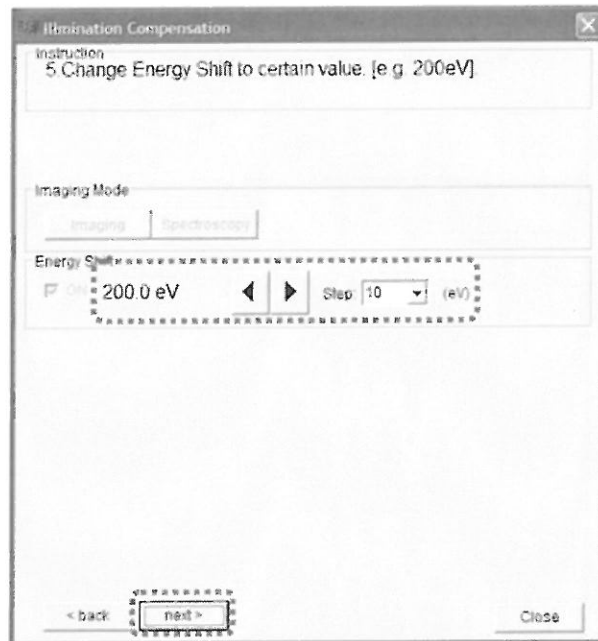 Illmination Compensation
Instruction
5.Change Energy Shift to certain value. [e.g. 200eV].
Imaging Mode
Imaging Spectroscopy
Energy Shift
ON 200.0 eV Step: 10 (eV)
< back next > Close